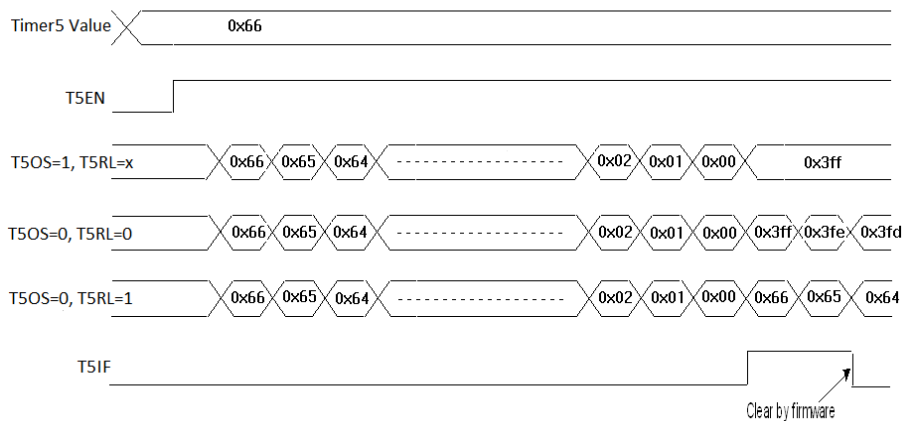 Timer5 Value 0x66
T5EN
T5OS=1, T5RL=x 0x66 0x65 0x64 0x02 0x01 0x00 0x3ff
T5OS=0, T5RL=0 0x66 0x65 0x64 0x02 0x01 0x00 0x3ff 0x3fe 0x3fd
T5OS=0, T5RL=1 0x66 0x65 0x64 0x02 0x01 0x00 0x66 0x65 0x64
T5IF
Clear by firmware